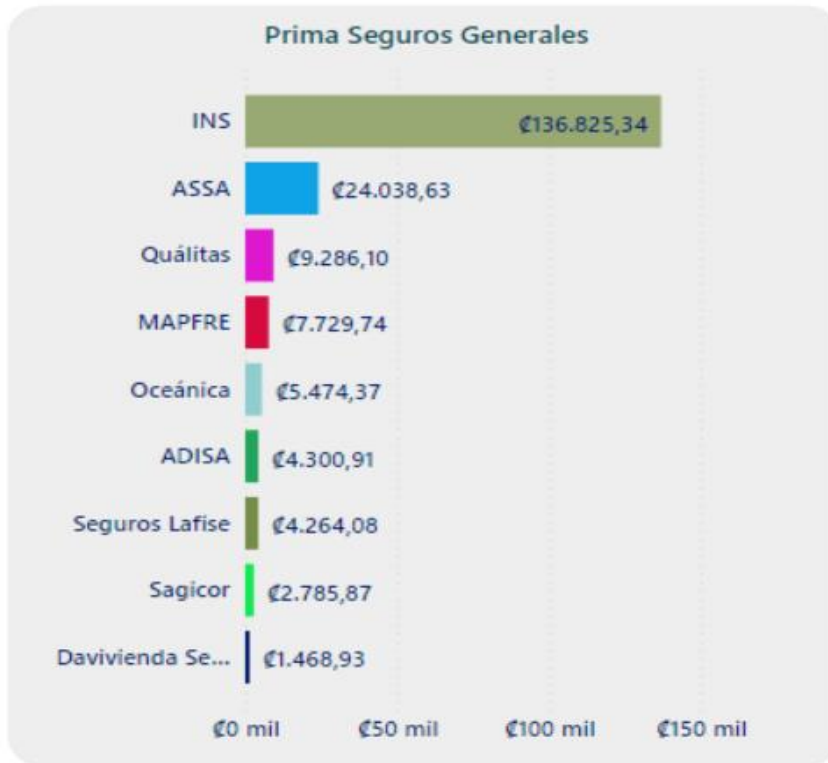 Prima Seguros Generales
INS ₡136.825,34
ASSA ₡24.038,63
Quálitas ₡9.286,10
MAPFRE ₡7.729,74
Oceánica ₡5.474,37
ADISA ₡4.300,91
Seguros Lafise ₡4.264,08
Sagicor ₡2.785,87
Davivienda Se... ₡1.468,93
₡0 mil ₡50 mil ₡100 mil ₡150 mil